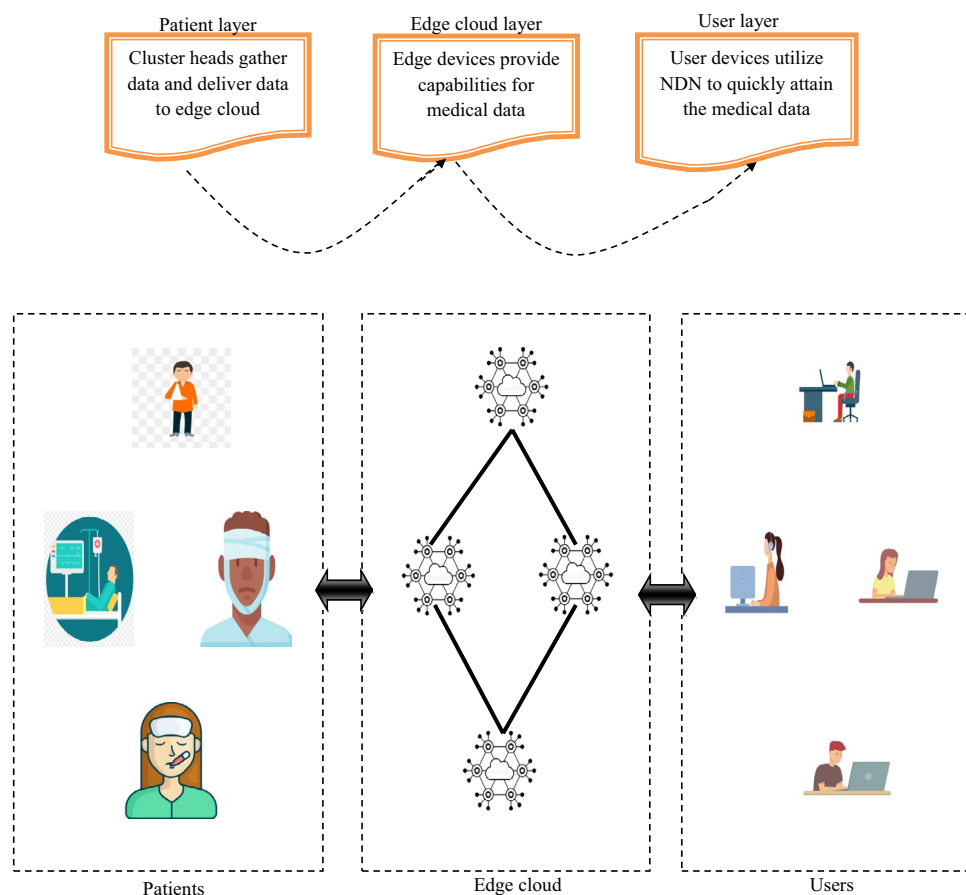 Patient layer
Cluster heads gather
data and deliver data
to edge cloud
Edge cloud layer
Edge devices provide
capabilities for
medical data
User layer
User devices utilize
NDN to quickly attain
the medical data
Patients
Edge cloud
Users